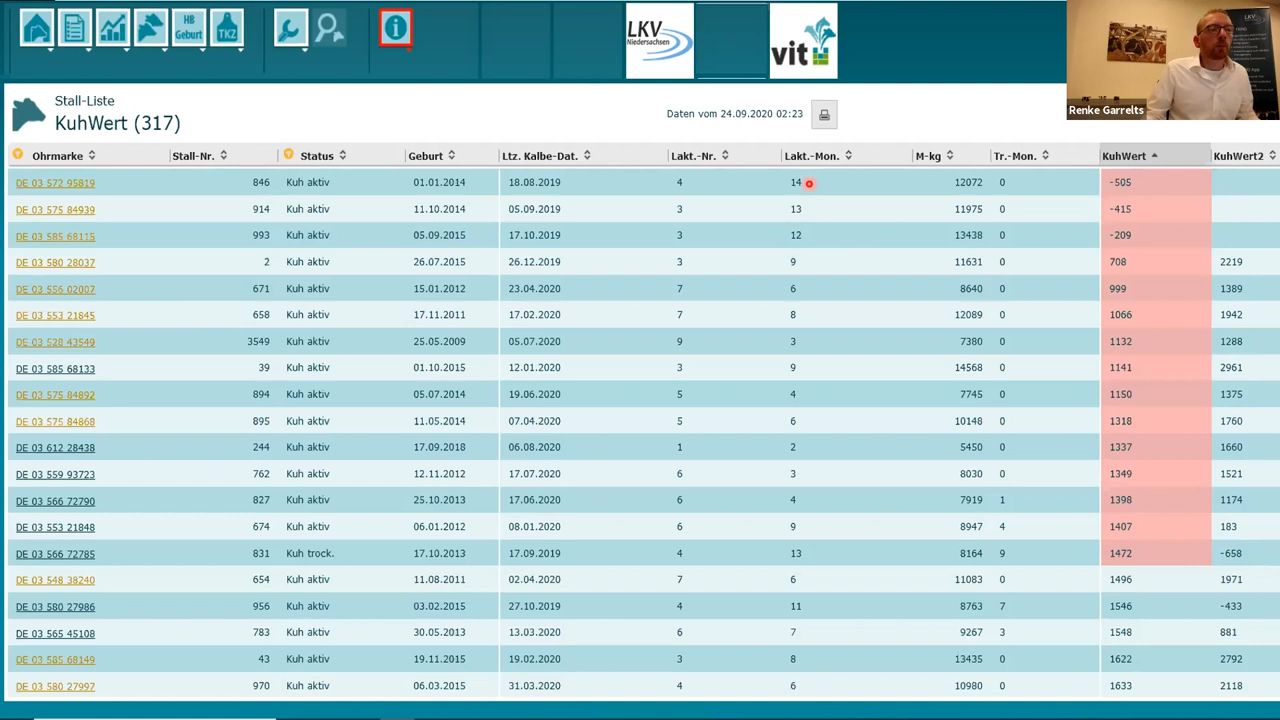 HB
Geburt
TKZ
LKV
Niedersachsen
vit
LKV
Renke Garrelts
Stall-Liste
KuhWert (317)
Daten vom 24.09.2020 02:23
Ohrmarke Stall-Nr. Status Geburt Ltz. Kalbe-Dat. Lakt.-Nr. Lakt.-Mon. M-kg Tr.-Mon. KuhWert KuhWert2
DE 03 572 95819 846 Kuh aktiv 01.01.2014 18.08.2019 4 14 12072 0 -505
DE 03 575 84939 914 Kuh aktiv 11.10.2014 05.09.2019 3 13 11975 0 -415
DE 03 585 68115 993 Kuh aktiv 05.09.2015 17.10.2019 3 12 13438 0 -209
DE 03 580 28037 2 Kuh aktiv 26.07.2015 26.12.2019 3 9 11631 0 708 2219
DE 03 556 02007 671 Kuh aktiv 15.01.2012 23.04.2020 7 6 8640 0 999 1389
DE 03 553 21845 658 Kuh aktiv 17.11.2011 17.02.2020 7 8 12089 0 1066 1942
DE 03 528 43549 3549 Kuh aktiv 25.05.2009 05.07.2020 9 3 7380 0 1132 1288
DE 03 585 68133 39 Kuh aktiv 01.10.2015 12.01.2020 3 9 14568 0 1141 2961
DE 03 575 84892 894 Kuh aktiv 05.07.2014 19.06.2020 5 4 7745 0 1150 1375
DE 03 575 84868 895 Kuh aktiv 11.05.2014 07.04.2020 5 6 10148 0 1318 1760
DE 03 612 28438 244 Kuh aktiv 17.09.2018 06.08.2020 1 2 5450 0 1337 1660
DE 03 559 93723 762 Kuh aktiv 12.11.2012 17.07.2020 6 3 8030 0 1349 1521
DE 03 566 72790 827 Kuh aktiv 25.10.2013 17.06.2020 6 4 7919 1 1398 1174
DE 03 553 21848 674 Kuh aktiv 06.01.2012 08.01.2020 6 9 8947 4 1407 183
DE 03 566 72785 831 Kuh trock. 17.10.2013 17.09.2019 4 13 8164 9 1472 -658
DE 03 548 38240 654 Kuh aktiv 11.08.2011 02.04.2020 7 6 11083 0 1496 1971
DE 03 580 27986 956 Kuh aktiv 03.02.2015 27.10.2019 4 11 8763 7 1546 -433
DE 03 565 45108 783 Kuh aktiv 30.05.2013 13.03.2020 6 7 9267 3 1548 881
DE 03 585 68149 43 Kuh aktiv 19.11.2015 19.02.2020 3 8 13435 0 1622 2792
DE 03 580 27997 970 Kuh aktiv 06.03.2015 31.03.2020 4 6 10980 0 1633 2118